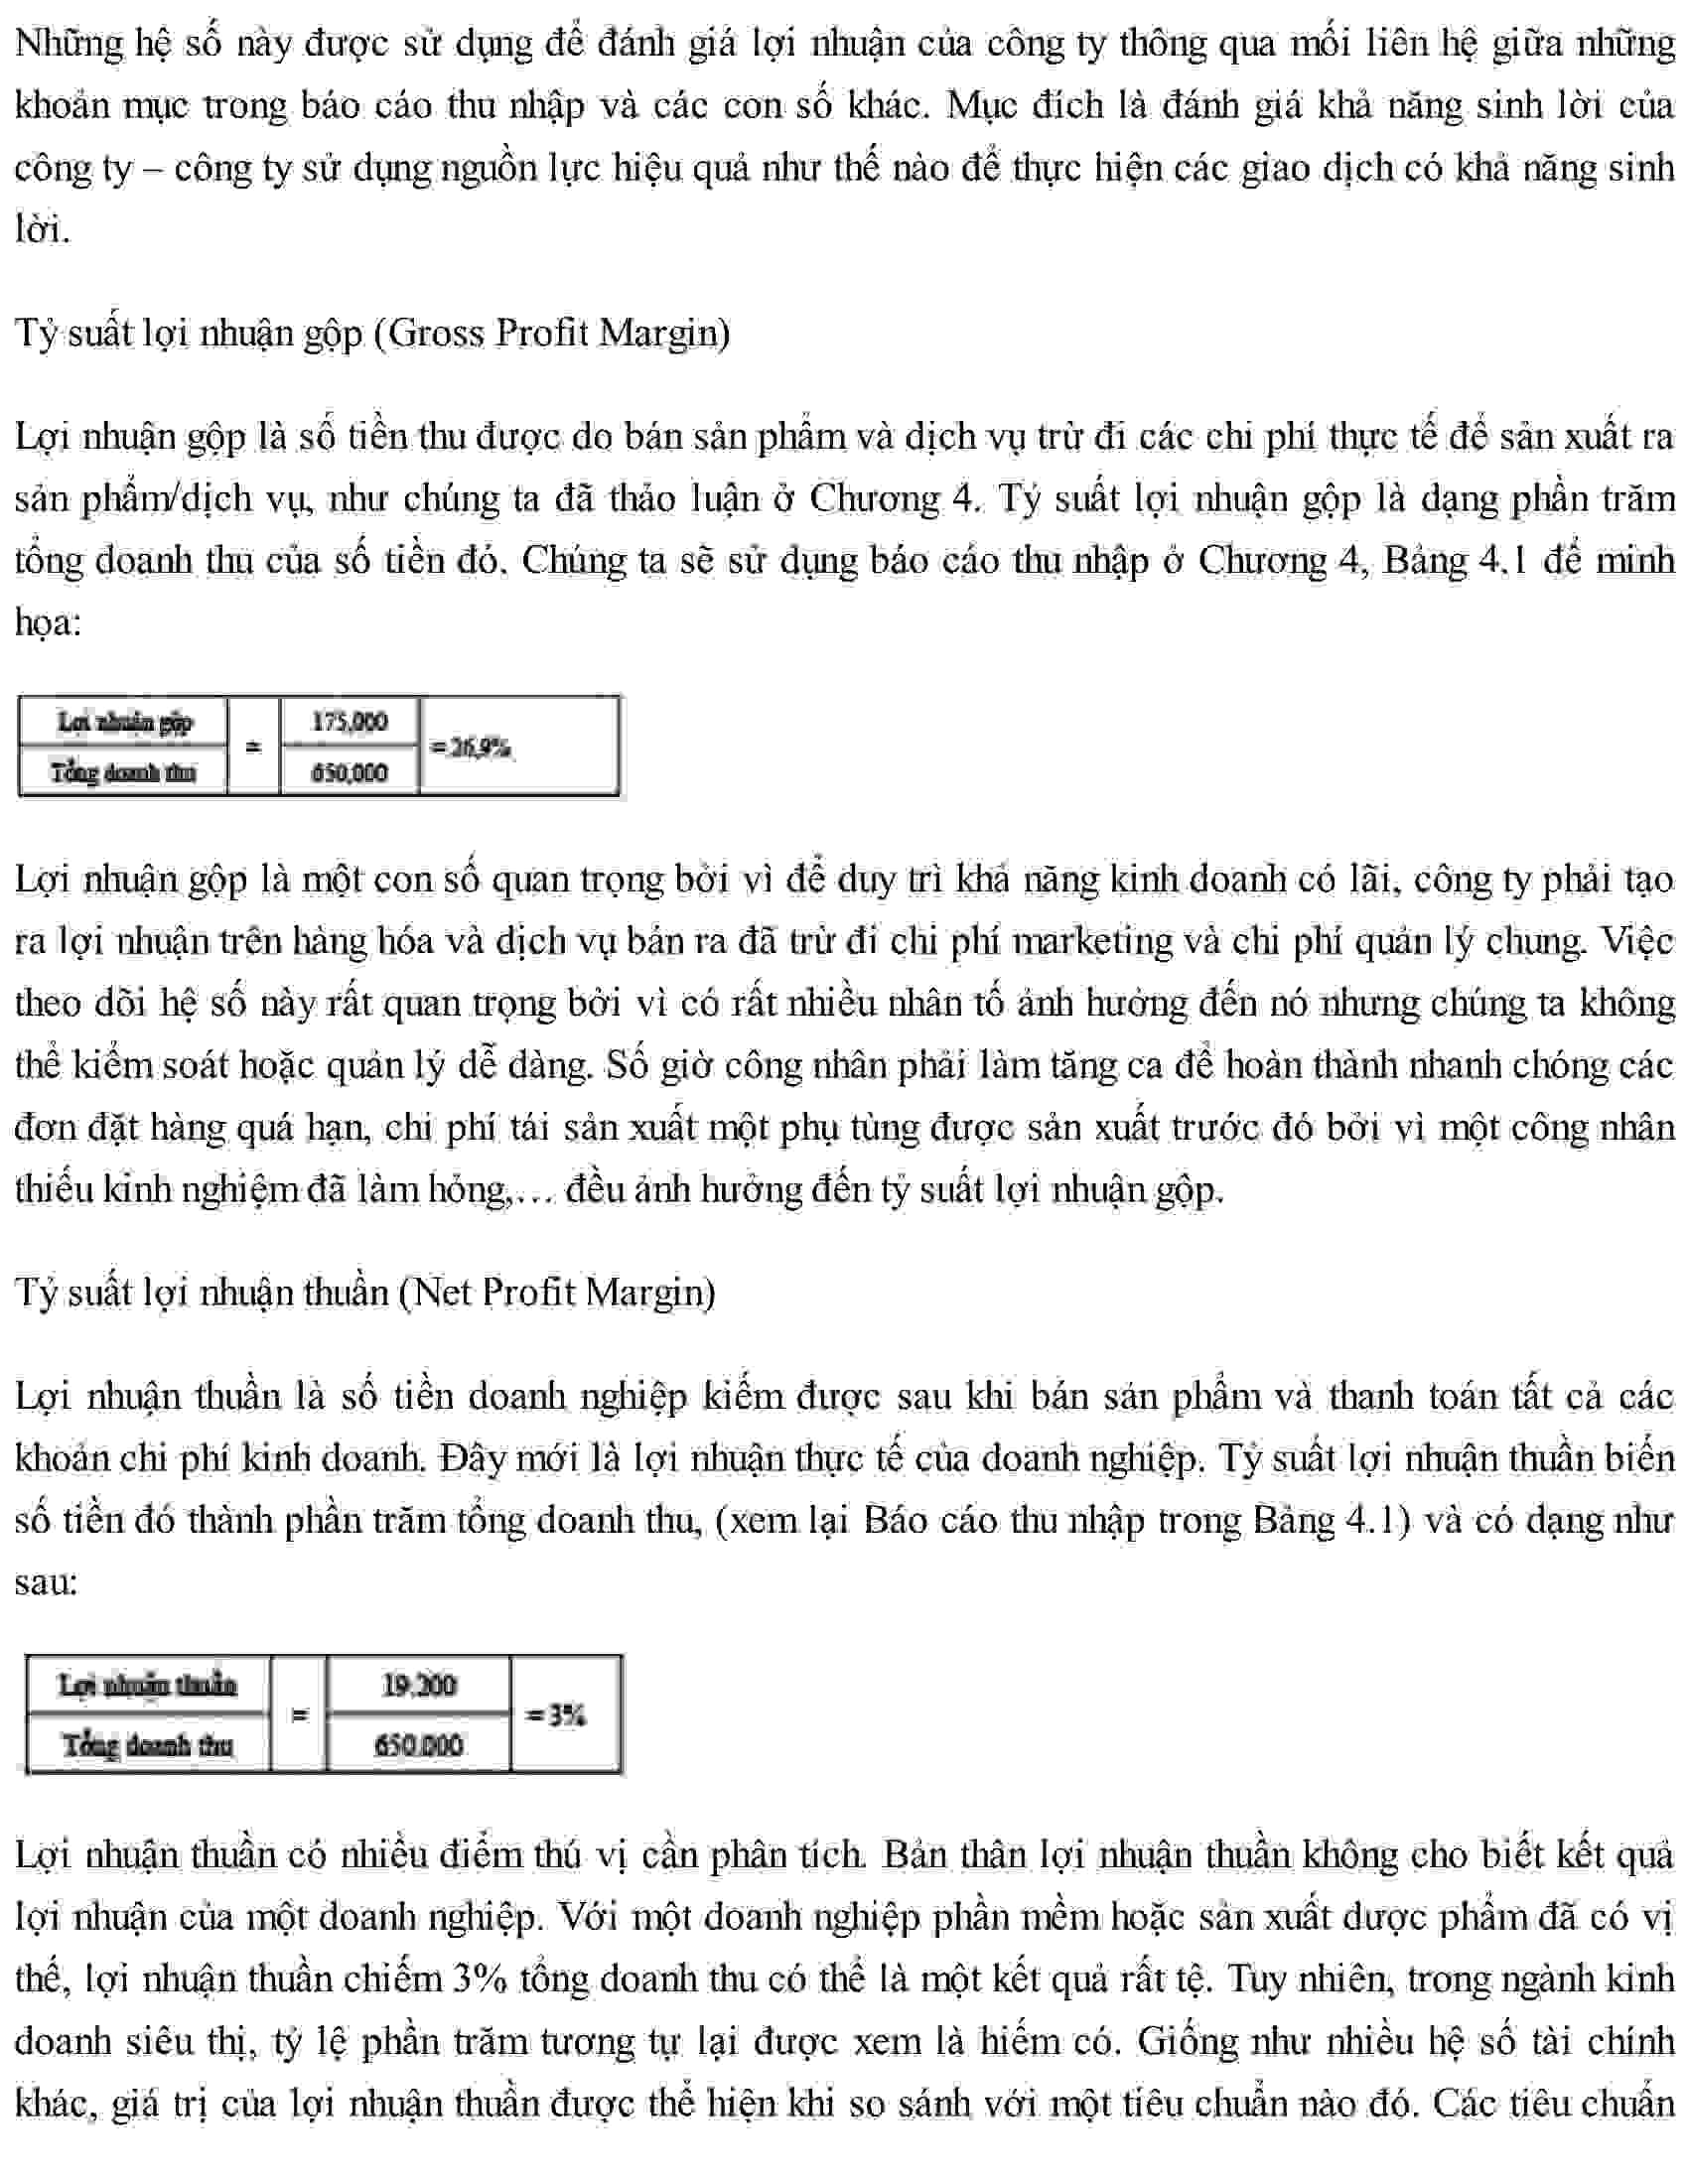 Những hệ số này được sử dụng để đánh giá lợi nhuận của công ty thông qua mối liên hệ giữa những
khoản mục trong báo cáo thu nhập và các con số khác. Mục đích là đánh giá khả năng sinh lời của
công ty – công ty sử dụng nguồn lực hiệu quả như thế nào để thực hiện các giao dịch có khả năng sinh
lời.
Tỷ suất lợi nhuận gộp (Gross Profit Margin)
Lợi nhuận gộp là số tiền thu được do bán sản phẩm và dịch vụ trừ đi các chi phí thực tế để sản xuất ra
sản phẩm/dịch vụ, như chúng ta đã thảo luận ở Chương 4. Tỷ suất lợi nhuận gộp là dạng phần trăm
tổng doanh thu của số tiền đó. Chúng ta sẽ sử dụng báo cáo thu nhập ở Chương 4, Bảng 4.1 để minh
họa:
Lợi nhuận gộp = 175,000 = 26,9%
Tổng doanh thu 650,000
Lợi nhuận gộp là một con số quan trọng bởi vì để duy trì khả năng kinh doanh có lãi, công ty phải tạo
ra lợi nhuận trên hàng hóa và dịch vụ bán ra đã trừ đi chi phí marketing và chi phí quản lý chung. Việc
theo dõi hệ số này rất quan trọng bởi vì có rất nhiều nhân tố ảnh hưởng đến nó nhưng chúng ta không
thể kiểm soát hoặc quản lý dễ dàng. Số giờ công nhân phải làm tăng ca để hoàn thành nhanh chóng các
đơn đặt hàng quá hạn, chi phí tái sản xuất một phụ tùng được sản xuất trước đó bởi vì một công nhân
thiếu kinh nghiệm đã làm hỏng,… đều ảnh hưởng đến tỷ suất lợi nhuận gộp.
Tỷ suất lợi nhuận thuần (Net Profit Margin)
Lợi nhuận thuần là số tiền doanh nghiệp kiếm được sau khi bán sản phẩm và thanh toán tất cả các
khoản chi phí kinh doanh. Đây mới là lợi nhuận thực tế của doanh nghiệp. Tỷ suất lợi nhuận thuần biến
số tiền đó thành phần trăm tổng doanh thu, (xem lại Báo cáo thu nhập trong Bảng 4.1) và có dạng như
sau:
Lợi nhuận thuần = 19.200 = 3%
Tổng doanh thu 650.000
Lợi nhuận thuần có nhiều điểm thú vị cần phân tích. Bản thân lợi nhuận thuần không cho biết kết quả
lợi nhuận của một doanh nghiệp. Với một doanh nghiệp phần mềm hoặc sản xuất dược phẩm đã có vị
thế, lợi nhuận thuần chiếm 3% tổng doanh thu có thể là một kết quả rất tệ. Tuy nhiên, trong ngành kinh
doanh siêu thị, tỷ lệ phần trăm tương tự lại được xem là hiếm có. Giống như nhiều hệ số tài chính
khác, giá trị của lợi nhuận thuần được thể hiện khi so sánh với một tiêu chuẩn nào đó. Các tiêu chuẩn